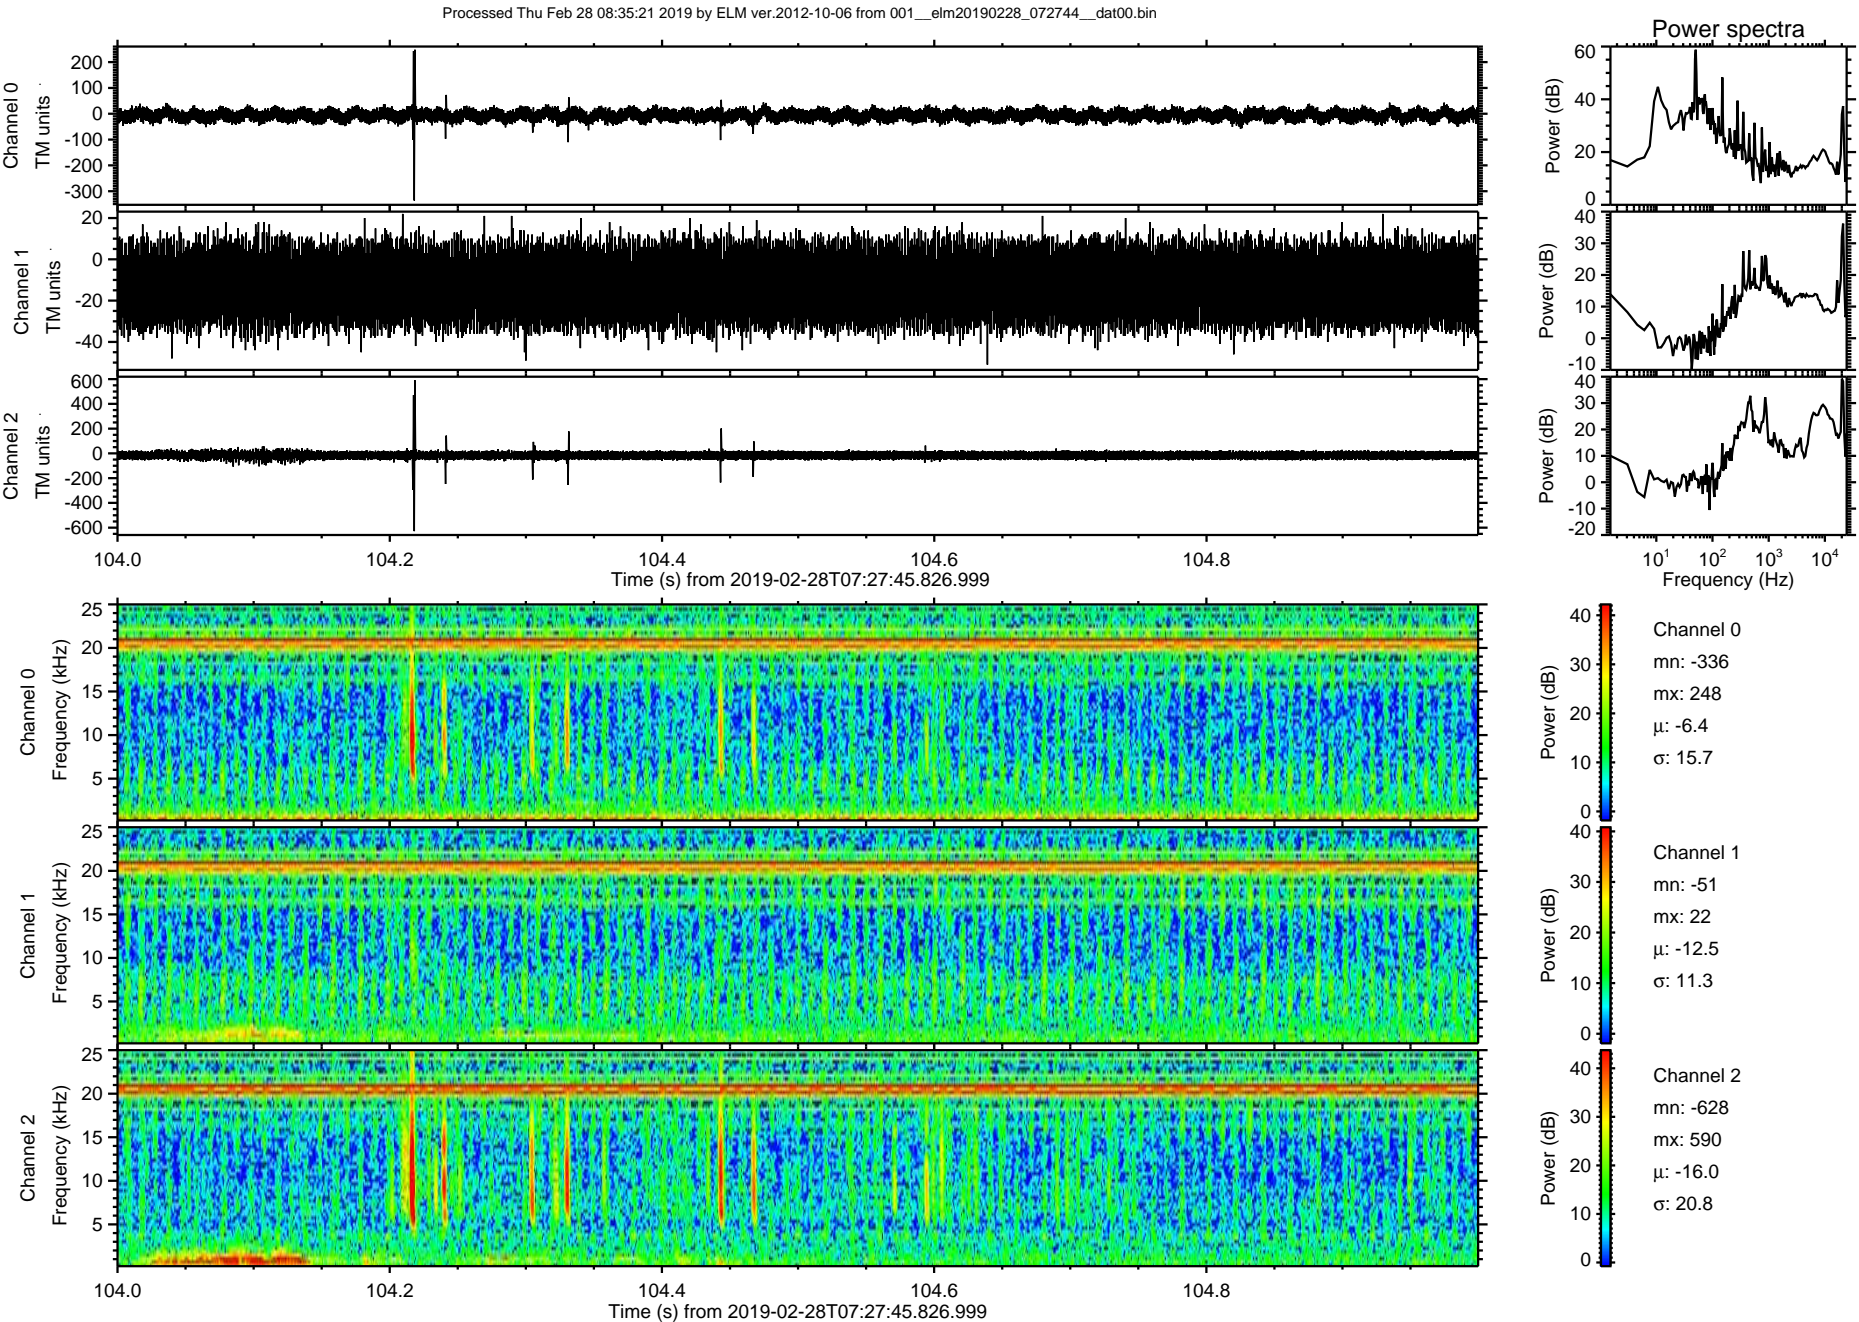 Processed Thu Feb 28 08:35:21 2019 by ELM ver.2012-10-06 from 001__elm20190228_072744__dat00.bin
Power spectra
Channel 0
TM units
200
100
0
-100
-200
-300
Power (dB)
60
40
20
0
Channel 1
TM units
20
0
-20
-40
Power (dB)
40
30
20
10
0
-10
Channel 2
TM units
600
400
200
0
-200
-400
-600
Power (dB)
40
30
20
10
0
-10
-20
104.0 104.2 104.4 104.6 104.8
Time (s) from 2019-02-28T07:27:45.826.999
10¹ 10² 10³ 10⁴
Frequency (Hz)
Channel 0
Frequency (kHz)
25
20
15
10
5
Power (dB)
40
30
20
10
0
Channel 0
mn: -336
mx: 248
μ: -6.4
σ: 15.7
Channel 1
Frequency (kHz)
25
20
15
10
5
Power (dB)
40
30
20
10
0
Channel 1
mn: -51
mx: 22
μ: -12.5
σ: 11.3
Channel 2
Frequency (kHz)
25
20
15
10
5
Power (dB)
40
30
20
10
0
Channel 2
mn: -628
mx: 590
μ: -16.0
σ: 20.8
104.0 104.2 104.4 104.6 104.8
Time (s) from 2019-02-28T07:27:45.826.999